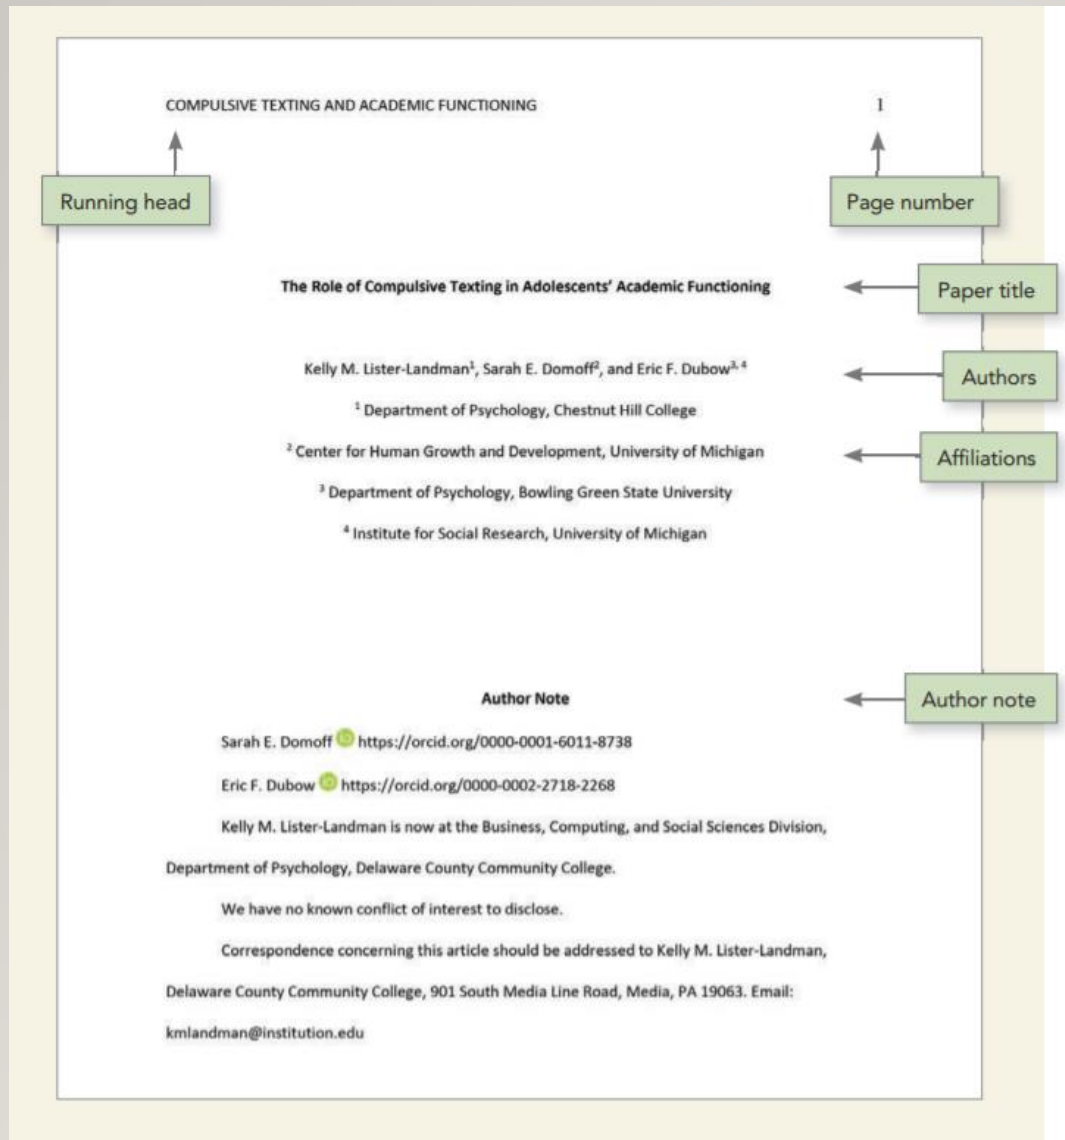 COMPULSIVE TEXTING AND ACADEMIC FUNCTIONING 1
Running head
Page number
The Role of Compulsive Texting in Adolescents’ Academic Functioning
Paper title
Kelly M. Lister-Landman¹, Sarah E. Domoff², and Eric F. Dubow³,⁴
Authors
¹ Department of Psychology, Chestnut Hill College
² Center for Human Growth and Development, University of Michigan
Affiliations
³ Department of Psychology, Bowling Green State University
⁴ Institute for Social Research, University of Michigan
Author Note
Author note
Sarah E. Domoff iD https://orcid.org/0000-0001-6011-8738
Eric F. Dubow iD https://orcid.org/0000-0002-2718-2268
Kelly M. Lister-Landman is now at the Business, Computing, and Social Sciences Division,
Department of Psychology, Delaware County Community College.
We have no known conflict of interest to disclose.
Correspondence concerning this article should be addressed to Kelly M. Lister-Landman,
Delaware County Community College, 901 South Media Line Road, Media, PA 19063. Email:
kmlandman@institution.edu